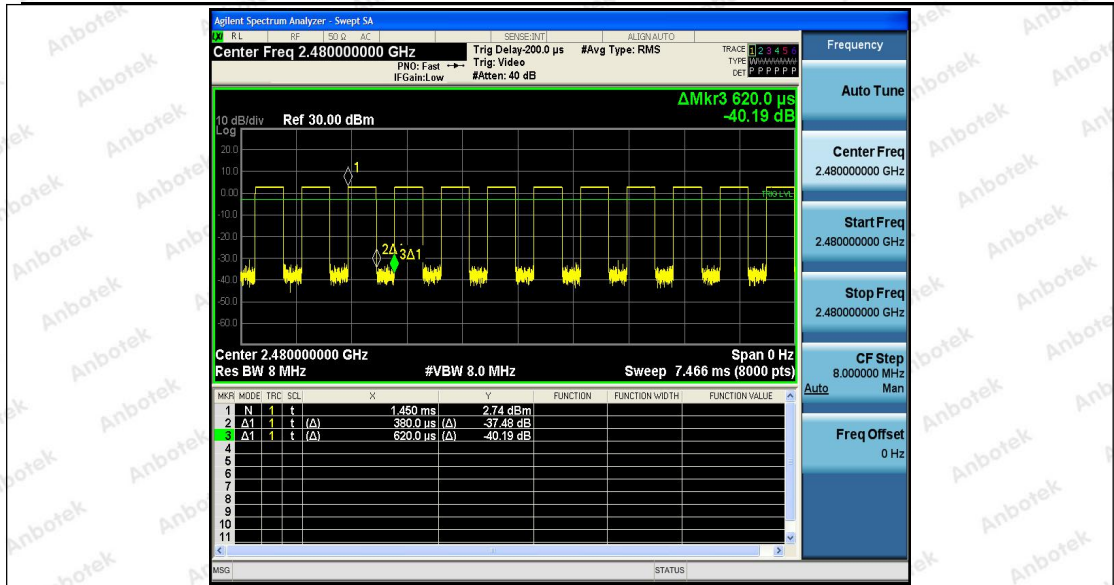 Agilent Spectrum Analyzer - Swept SA
RL RF 50 Ω AC SENSE:INT ALIGNAUTO
Center Freq 2.480000000 GHz
PNO: Fast
IFGain:Low
Trig Delay-200.0 µs
Trig: Video
#Atten: 40 dB
#Avg Type: RMS
TRACE 1 2 3 4 5 6
TYPE
DET P P P P P P
ΔMkr3 620.0 µs
-40.19 dB
10 dB/div Ref 30.00 dBm
Log
20.0
10.0
0.00
-10.0
-20.0
-30.0
-40.0
-50.0
-60.0
TRIG LVL
1
2Δ
3Δ1
Center 2.480000000 GHz Span 0 Hz
Res BW 8 MHz #VBW 8.0 MHz Sweep 7.466 ms (8000 pts)
MKR MODE TRC SCL X Y FUNCTION FUNCTION WIDTH FUNCTION VALUE
1 N 1 t 1.450 ms 2.74 dBm
2 Δ1 1 t (Δ) 380.0 µs (Δ) -37.48 dB
3 Δ1 1 t (Δ) 620.0 µs (Δ) -40.19 dB
4
5
6
7
8
9
10
11
MSG STATUS
Frequency
Auto Tune
Center Freq
2.480000000 GHz
Start Freq
2.480000000 GHz
Stop Freq
2.480000000 GHz
CF Step
8.000000 MHz
Auto Man
Freq Offset
0 Hz
Anbotek